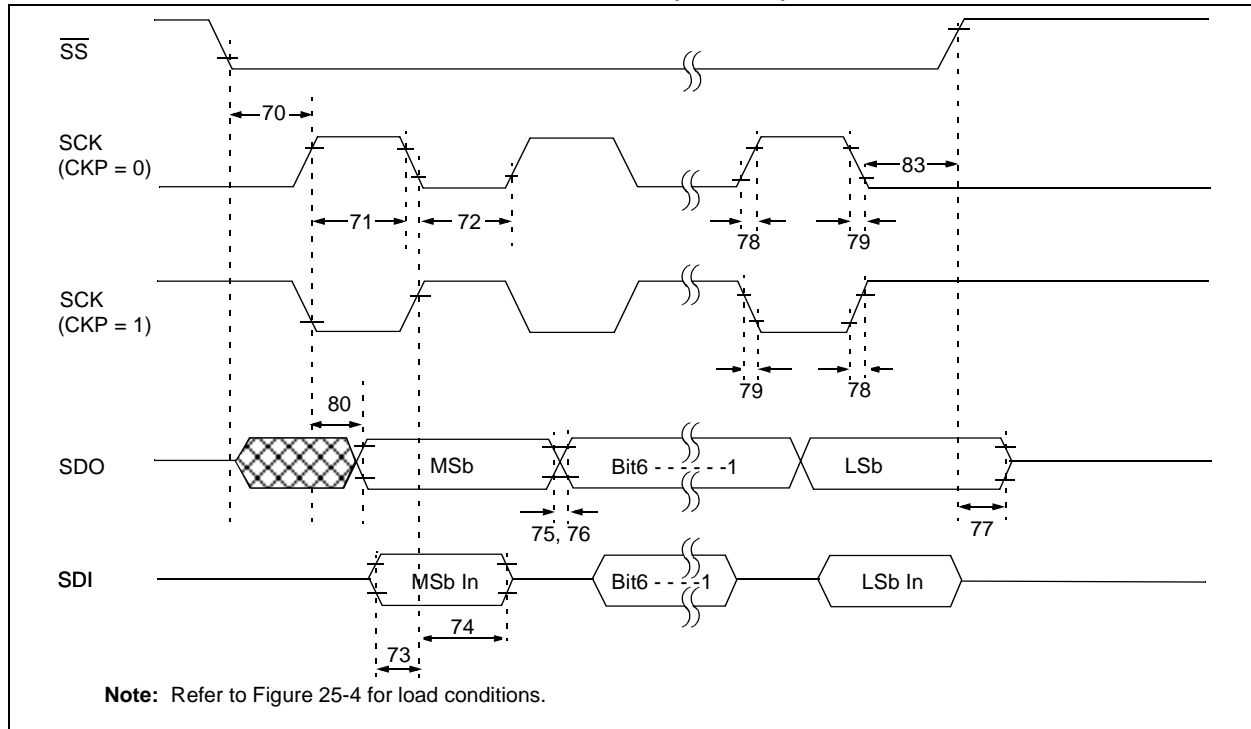 SS
70
SCK
(CKP = 0)
83
71
72
78
79
SCK
(CKP = 1)
79
78
80
SDO
MSb
Bit6 - - - - - -1
LSb
75, 76
77
SDI
MSb In
Bit6 - - - -1
LSb In
74
73
Note: Refer to Figure 25-4 for load conditions.